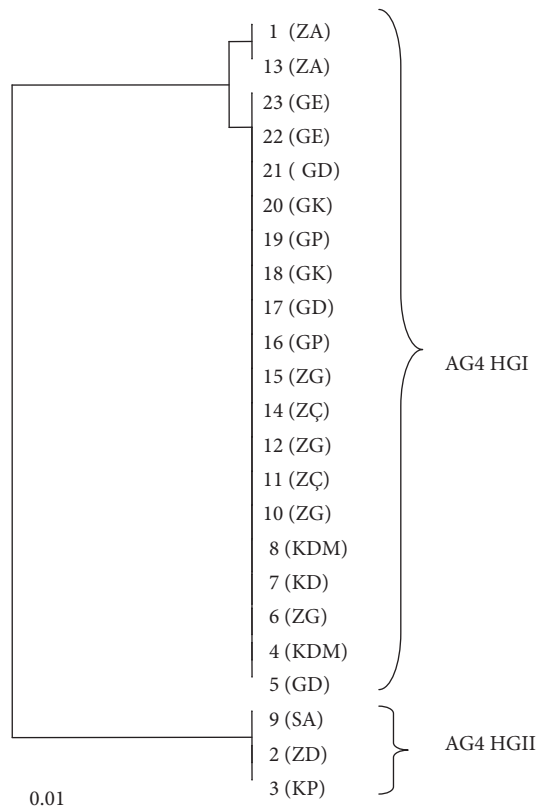 1 (ZA)
13 (ZA)
23 (GE)
22 (GE)
21 ( GD)
20 (GK)
19 (GP)
18 (GK)
17 (GD)
16 (GP)
AG4 HGI
15 (ZG)
14 (ZÇ)
12 (ZG)
11 (ZÇ)
10 (ZG)
8 (KDM)
7 (KD)
6 (ZG)
4 (KDM)
5 (GD)
9 (SA)
AG4 HGII
2 (ZD)
3 (KP)
0.01